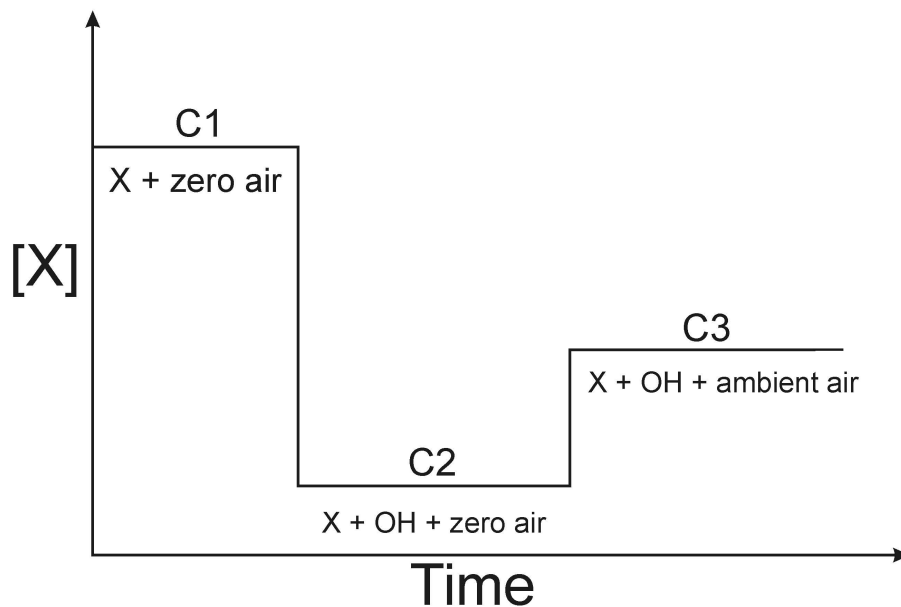 C1
X + zero air
[X]
C3
X + OH + ambient air
C2
X + OH + zero air
Time